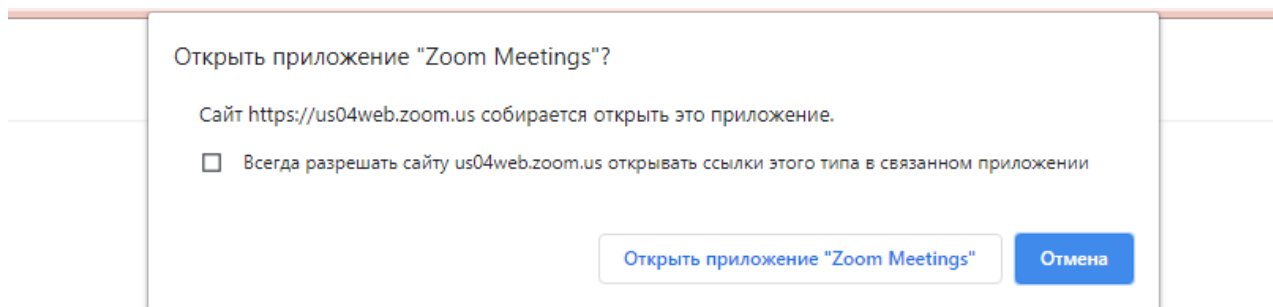 Открыть приложение "Zoom Meetings"?
Сайт https://us04web.zoom.us собирается открыть это приложение.
Всегда разрешать сайту us04web.zoom.us открывать ссылки этого типа в связанном приложении
Открыть приложение "Zoom Meetings"
Отмена